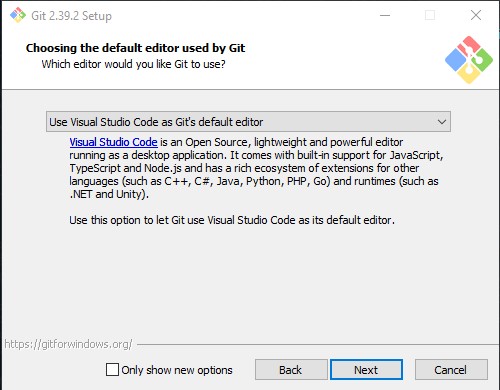 Git 2.39.2 Setup
Choosing the default editor used by Git
Which editor would you like Git to use?
Use Visual Studio Code as Git's default editor
Visual Studio Code is an Open Source, lightweight and powerful editor
running as a desktop application. It comes with built-in support for JavaScript,
TypeScript and Node.js and has a rich ecosystem of extensions for other
languages (such as C++, C#, Java, Python, PHP, Go) and runtimes (such as
.NET and Unity).
Use this option to let Git use Visual Studio Code as its default editor.
https://gitforwindows.org/
Only show new options
Back
Next
Cancel